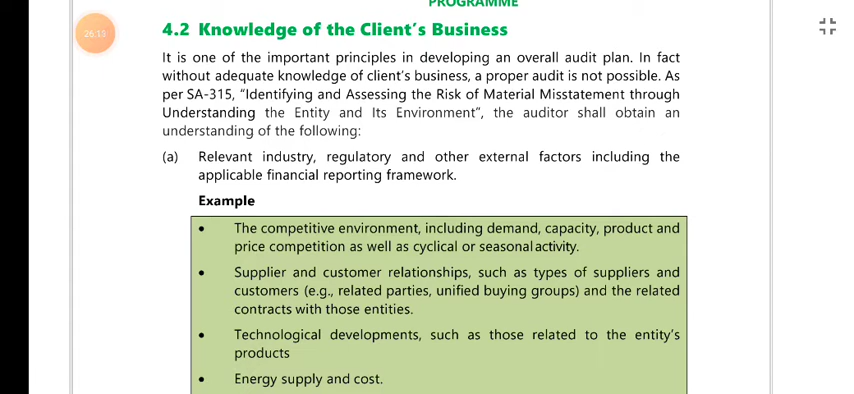 PROGRAMME
4.2 Knowledge of the Client's Business
26:19
It is one of the important principles in developing an overall audit plan. In fact
without adequate knowledge of client's business, a proper audit is not possible. As
per SA-315, "Identifying and Assessing the Risk of Material Misstatement through
Understanding the Entity and Its Environment", the auditor shall obtain an
understanding of the following:
(a) Relevant industry, regulatory and other external factors including the
applicable financial reporting framework.
Example
• The competitive environment, including demand, capacity, product and
price competition as well as cyclical or seasonal activity.
• Supplier and customer relationships, such as types of suppliers and
customers (e.g., related parties, unified buying groups) and the related
contracts with those entities.
• Technological developments, such as those related to the entity's
products
• Energy supply and cost.